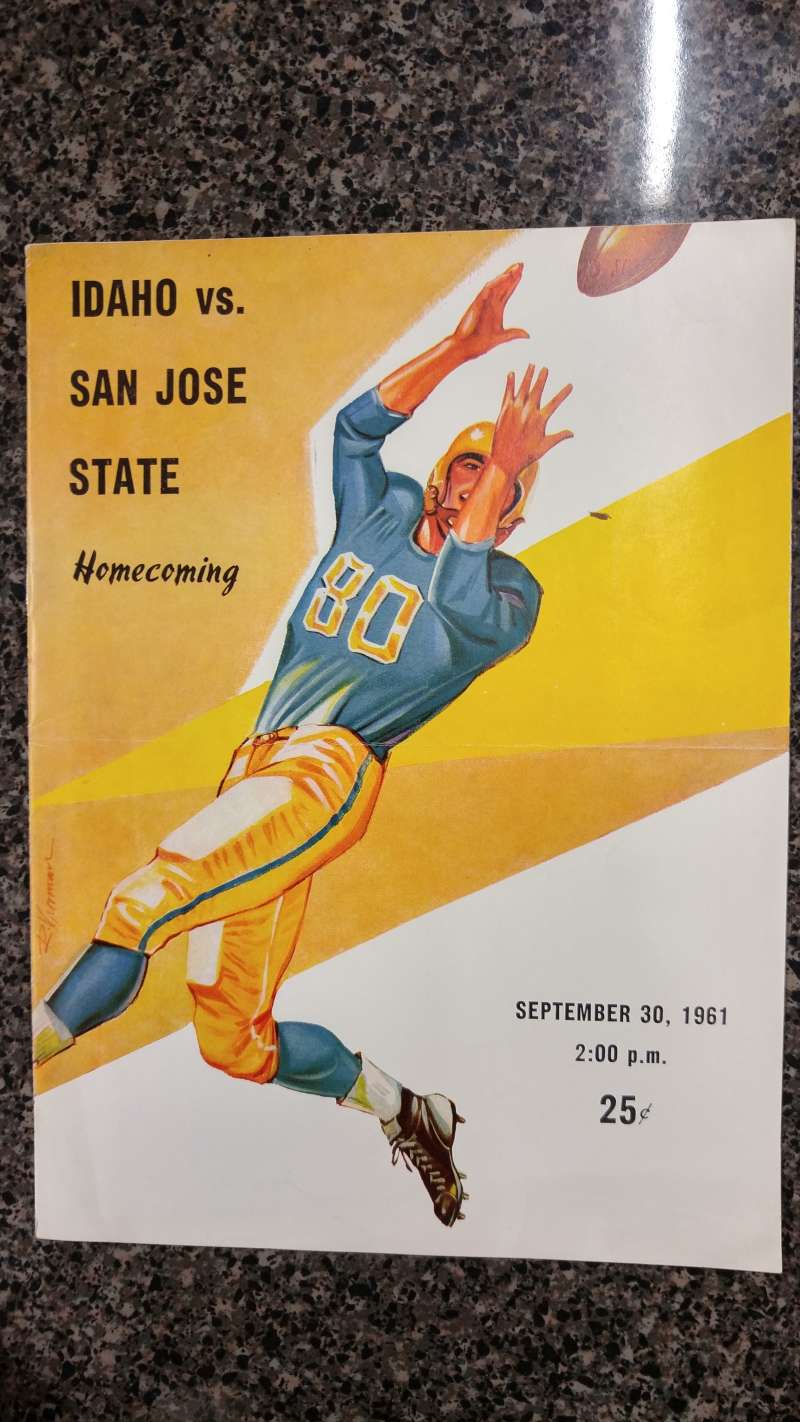 IDAHO vs.
SAN JOSE
STATE
Homecoming
80
SEPTEMBER 30, 1961
2:00 p.m.
25¢